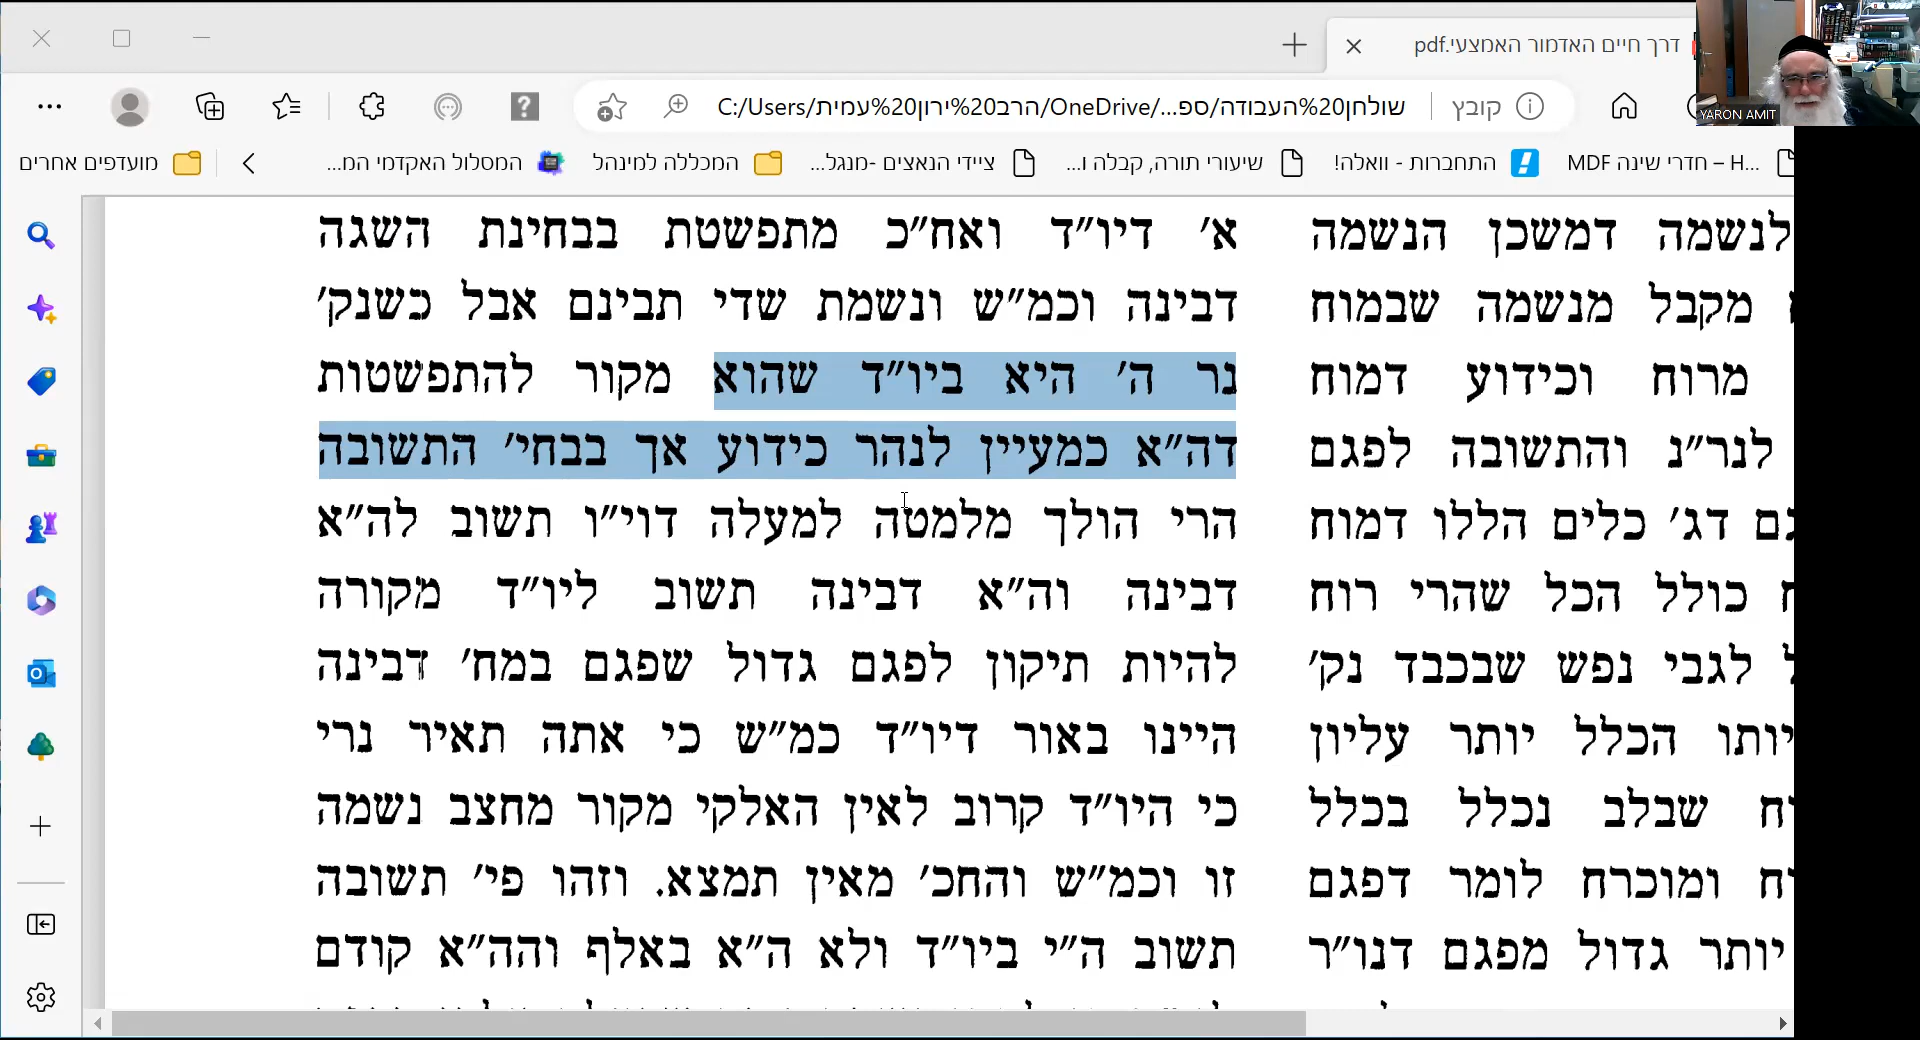 דרך חיים האדמור האמצעי.pdf
C:/Users/הרב%20ירון%20עמית/OneDrive/...שולחן%20העבודה/ספ
קובץ
YARON AMIT
MDF חדרי שינה – H...
התחברות - וואלה!
שיעורי תורה, קבלה ו...
ציידי הנאצים -מנגל...
המכללה למינהל
המסלול האקדמי המ...
מועדפים אחרים
לנשמה דמשכן הנשמה
מקבל מנשמה שבמוח
מרוח וכידוע דמוח
לנר"נ והתשובה לפגם
דג' כלים הללו דמוח
כולל הכל שהרי רוח
לגבי נפש שבכבד נק'
הכלל יותר עליון
שבלב נכלל בכלל
ומוכרח לומר דפגם
יותר גדול מפגם דנו"ר
א' דיו"ד ואח"כ מתפשטת בבחינת השגה
דבינה וכמ"ש ונשמת שדי תבינם אבל כשנק'
נר ה' היא ביו"ד שהוא מקור להתפשטות
דה"א כמעיין לנהר כידוע אך בבחי' התשובה
הרי הולך מלמטה למעלה דוי"ו תשוב לה"א
דבינה וה"א דבינה תשוב ליו"ד מקורה
להיות תיקון לפגם גדול שפגם במח' דבינה
היינו באור דיו"ד כמ"ש כי אתה תאיר נרי
כי היו"ד קרוב לאין האלקי מקור מחצב נשמה
זו וכמ"ש והחכ' מאין תמצא. וזהו פי' תשובה
תשוב ה"י ביו"ד ולא ה"א באלף והה"א קודם